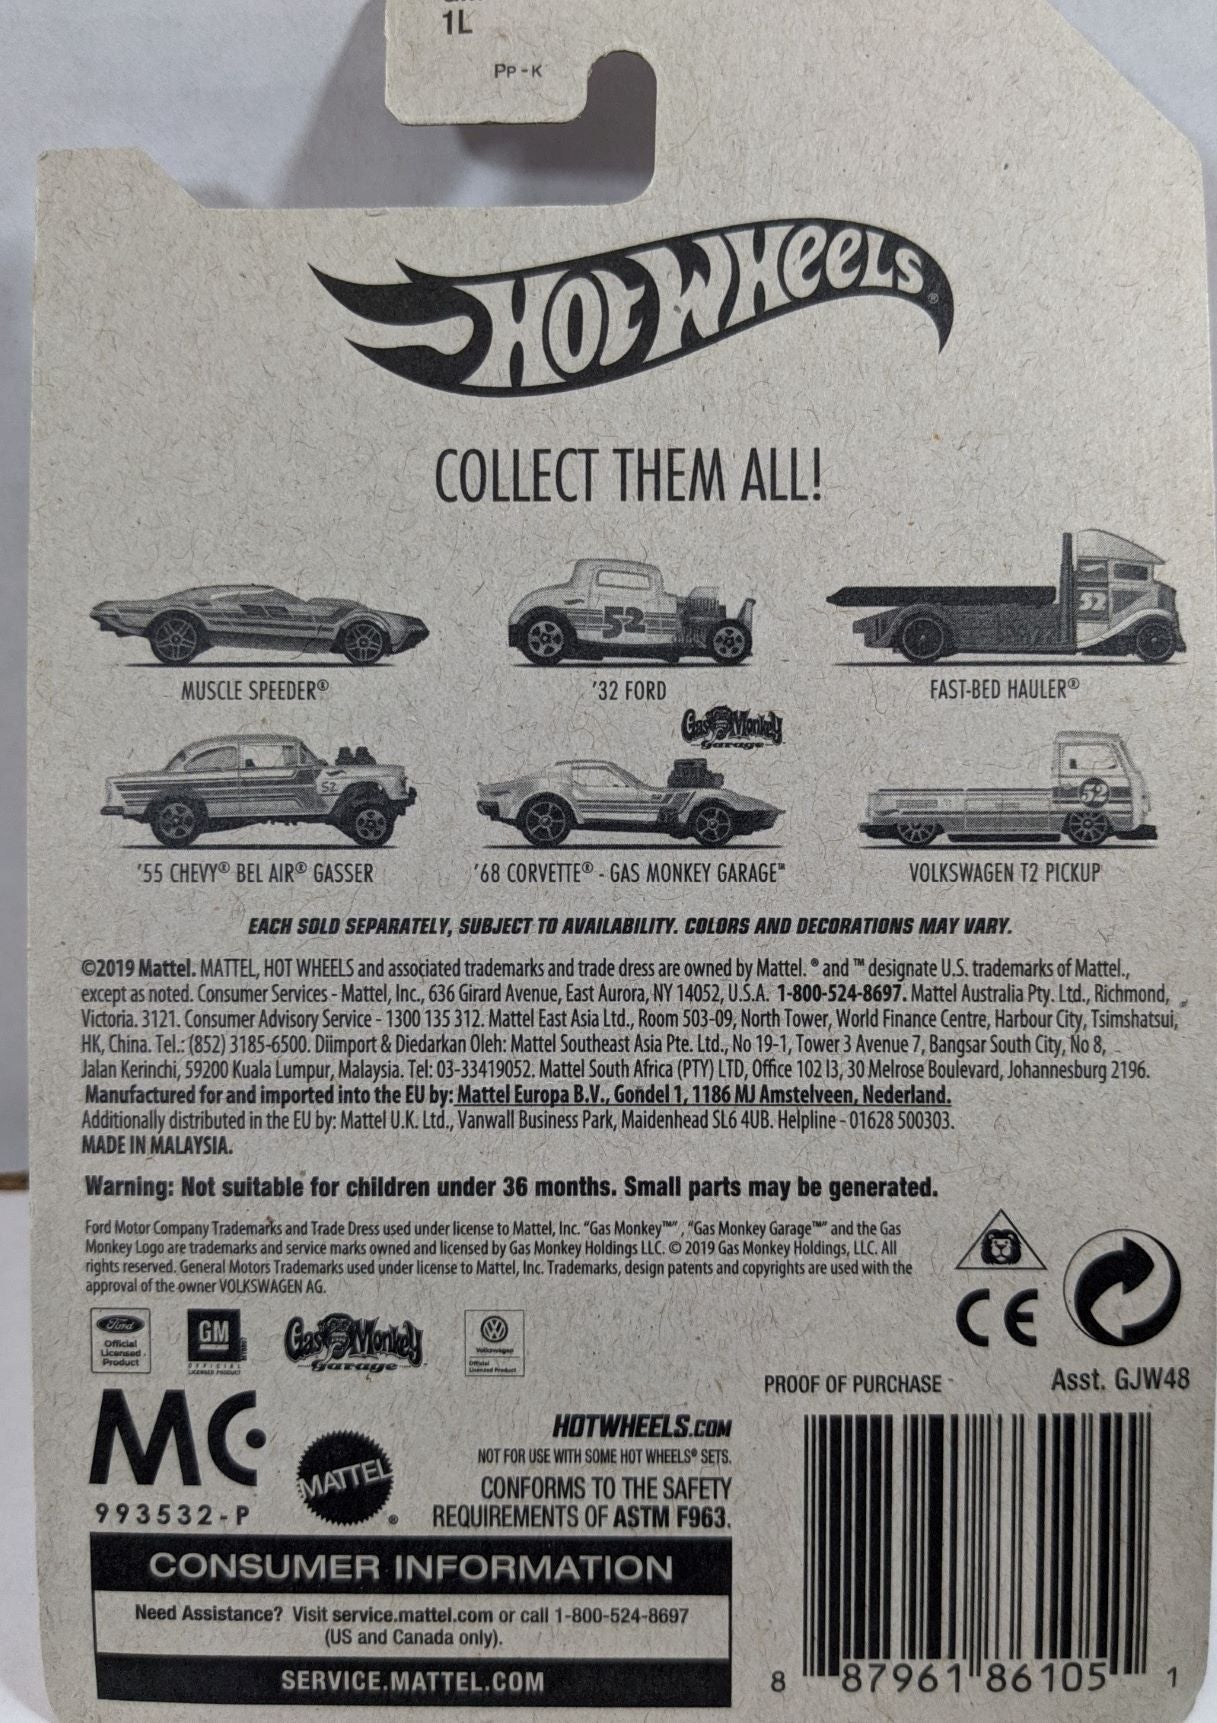 1L
PP-K
HOT WHEELS®
COLLECT THEM ALL!
52
52
MUSCLE SPEEDER®
'32 FORD
FAST-BED HAULER®
Gas Monkey
Garage
52
52
'55 CHEVY® BEL AIR® GASSER
'68 CORVETTE® - GAS MONKEY GARAGE™
VOLKSWAGEN T2 PICKUP
EACH SOLD SEPARATELY, SUBJECT TO AVAILABILITY. COLORS AND DECORATIONS MAY VARY.
©2019 Mattel. MATTEL, HOT WHEELS and associated trademarks and trade dress are owned by Mattel. ® and ™ designate U.S. trademarks of Mattel.,
except as noted. Consumer Services - Mattel, Inc., 636 Girard Avenue, East Aurora, NY 14052, U.S.A. 1-800-524-8697. Mattel Australia Pty. Ltd., Richmond,
Victoria. 3121. Consumer Advisory Service - 1300 135 312. Mattel East Asia Ltd., Room 503-09, North Tower, World Finance Centre, Harbour City, Tsimshatsui,
HK, China. Tel.: (852) 3185-6500. Diimport & Diedarkan Oleh: Mattel Southeast Asia Pte. Ltd., No 19-1, Tower 3 Avenue 7, Bangsar South City, No 8,
Jalan Kerinchi, 59200 Kuala Lumpur, Malaysia. Tel: 03-33419052. Mattel South Africa (PTY) LTD, Office 102 I3, 30 Melrose Boulevard, Johannesburg 2196.
Manufactured for and imported into the EU by: Mattel Europa B.V., Gondel 1, 1186 MJ Amstelveen, Nederland.
Additionally distributed in the EU by: Mattel U.K. Ltd., Vanwall Business Park, Maidenhead SL6 4UB. Helpline - 01628 500303.
MADE IN MALAYSIA.
Warning: Not suitable for children under 36 months. Small parts may be generated.
Ford Motor Company Trademarks and Trade Dress used under license to Mattel, Inc. "Gas Monkey™", "Gas Monkey Garage™" and the Gas
Monkey Logo are trademarks and service marks owned and licensed by Gas Monkey Holdings LLC. © 2019 Gas Monkey Holdings, LLC. All
rights reserved. General Motors Trademarks used under license to Mattel, Inc. Trademarks, design patents and copyrights are used with the
approval of the owner VOLKSWAGEN AG.
CE
Ford
Official
Licensed
Product
GM
OFFICIAL
LICENSED PRODUCT
Gas Monkey
Garage
Volkswagen
Official
Licensed Product
PROOF OF PURCHASE
Asst. GJW48
MC
993532-P
MATTEL®
HOTWHEELS.COM
NOT FOR USE WITH SOME HOT WHEELS® SETS.
CONFORMS TO THE SAFETY
REQUIREMENTS OF ASTM F963.
CONSUMER INFORMATION
Need Assistance? Visit service.mattel.com or call 1-800-524-8697
(US and Canada only).
SERVICE.MATTEL.COM
8 87961 86105 1